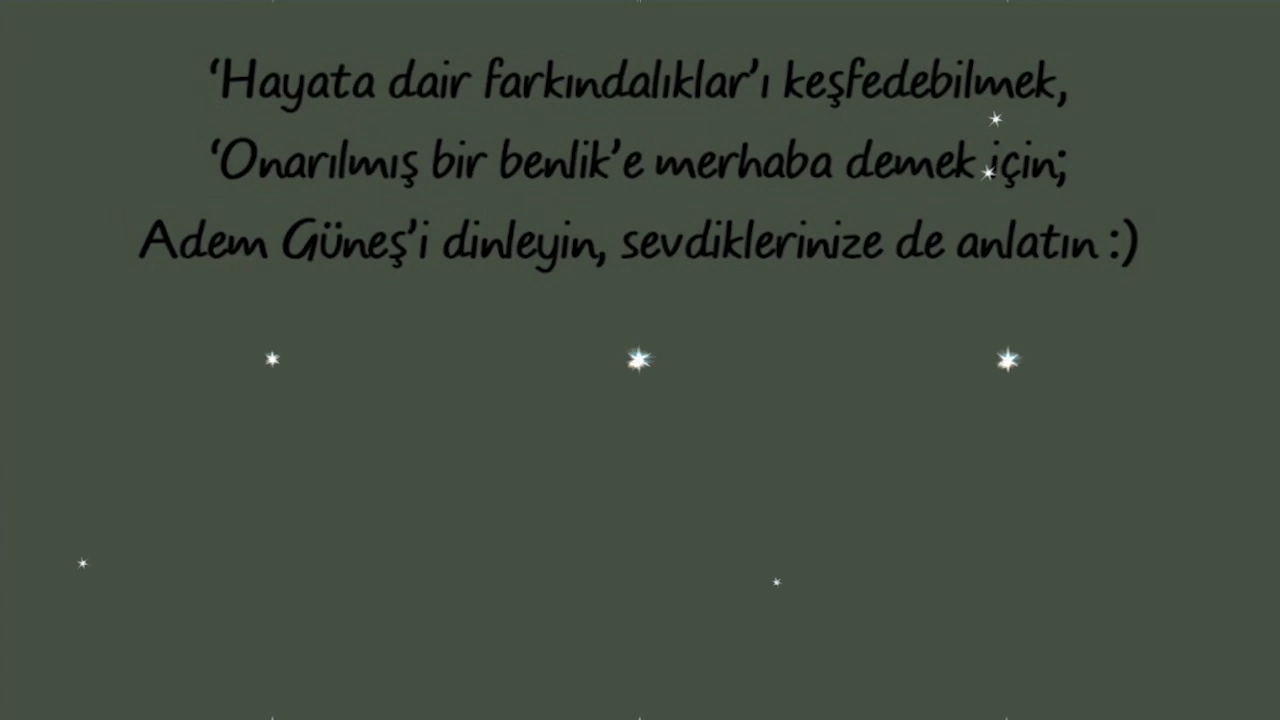 ‘Hayata dair farkındalıklar’ı keşfedebilmek,
‘Onarılmış bir benlik’e merhaba demek için;
Adem Güneş’i dinleyin, sevdiklerinize de anlatın :)